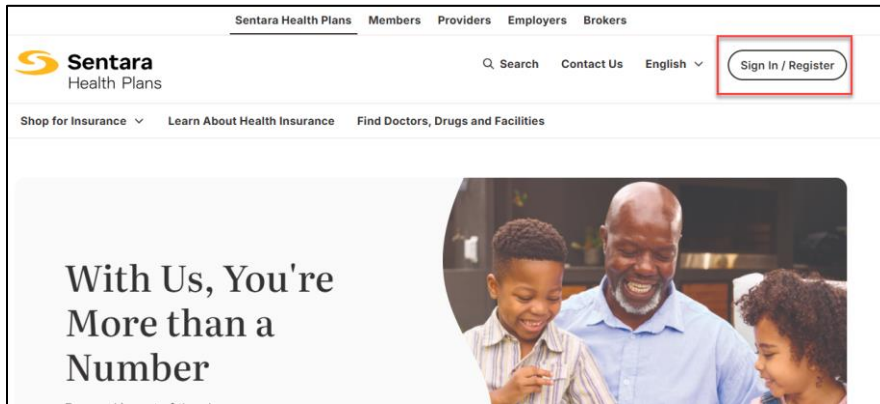 Sentara Health Plans Members Providers Employers Brokers
Sentara
Health Plans
Search Contact Us English Sign In / Register
Shop for Insurance Learn About Health Insurance Find Doctors, Drugs and Facilities
With Us, You're
More than a
Number